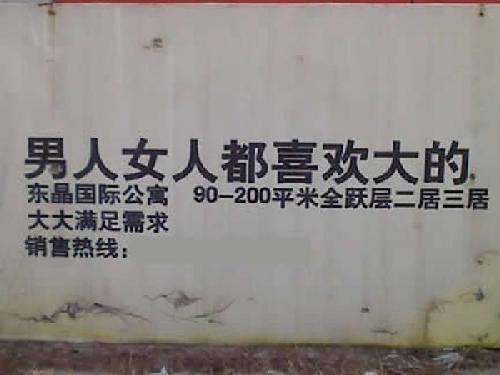 男人女人都喜欢大的
东晶国际公寓 90-200平米全跃层二居三居
大大满足需求
销售热线：